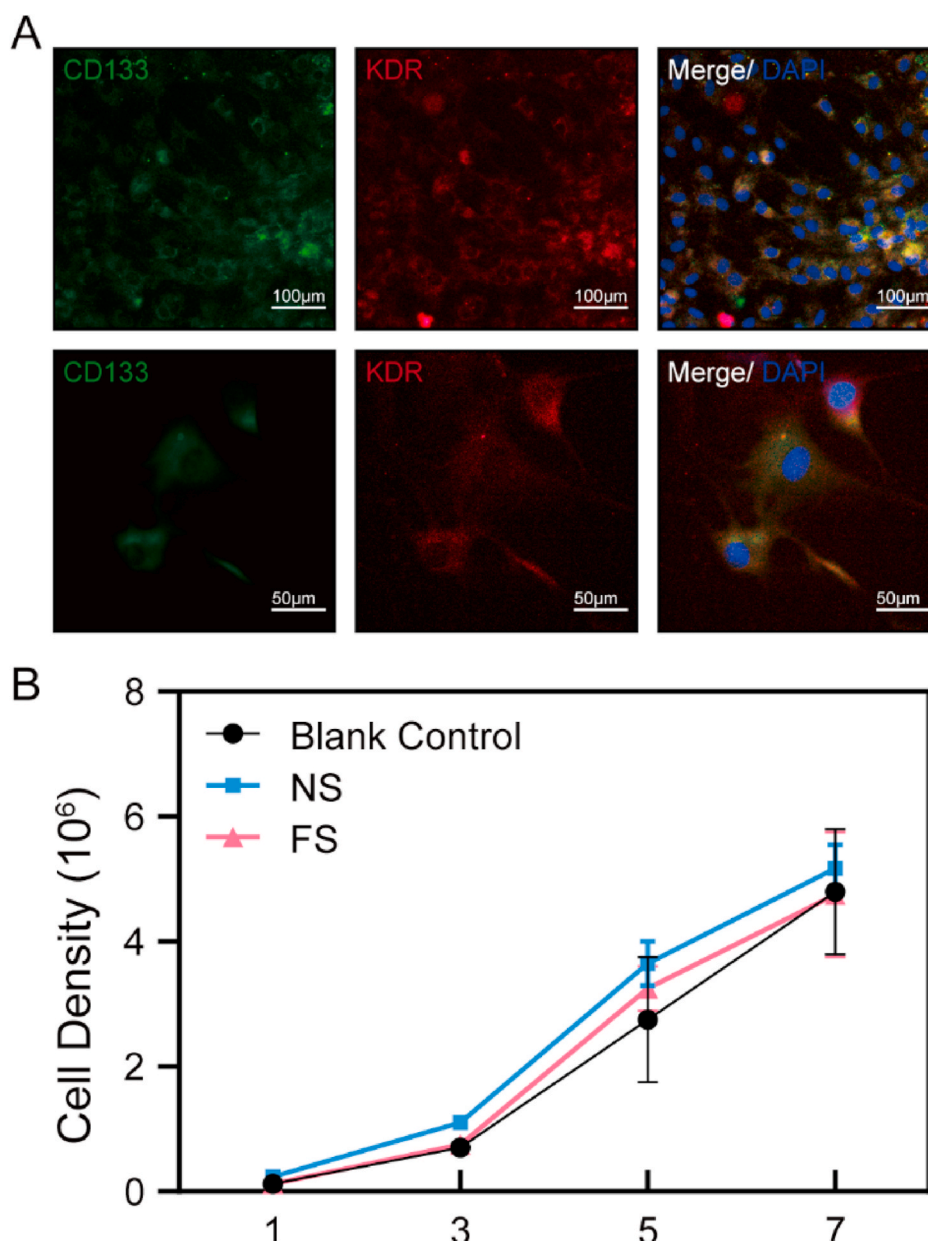 A
CD133 KDR Merge/ DAPI
100μm 100μm 100μm
CD133 KDR Merge/ DAPI
50μm 50μm 50μm
B
8
Blank Control
NS
6
FS
Cell Density (10⁶)
4
2
0
1 3 5 7